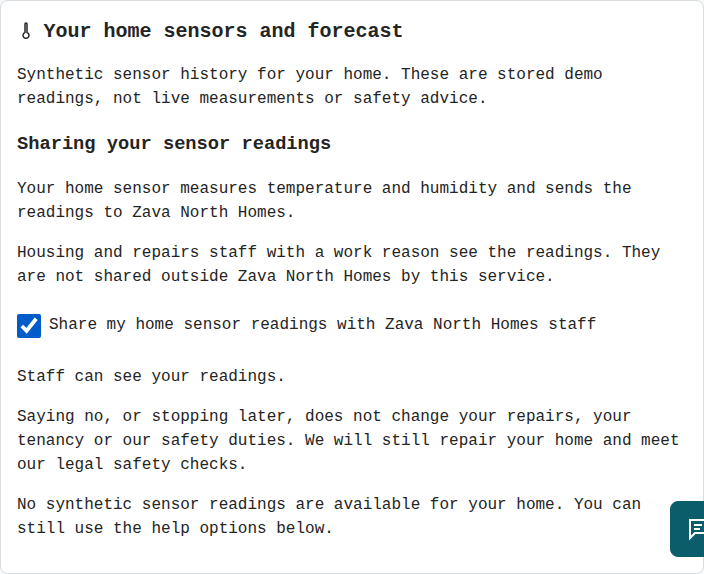 Your home sensors and forecast
Synthetic sensor history for your home. These are stored demo
readings, not live measurements or safety advice.
Sharing your sensor readings
Your home sensor measures temperature and humidity and sends the
readings to Zava North Homes.
Housing and repairs staff with a work reason see the readings. They
are not shared outside Zava North Homes by this service.
Share my home sensor readings with Zava North Homes staff
Staff can see your readings.
Saying no, or stopping later, does not change your repairs, your
tenancy or our safety duties. We will still repair your home and meet
our legal safety checks.
No synthetic sensor readings are available for your home. You can
still use the help options below.